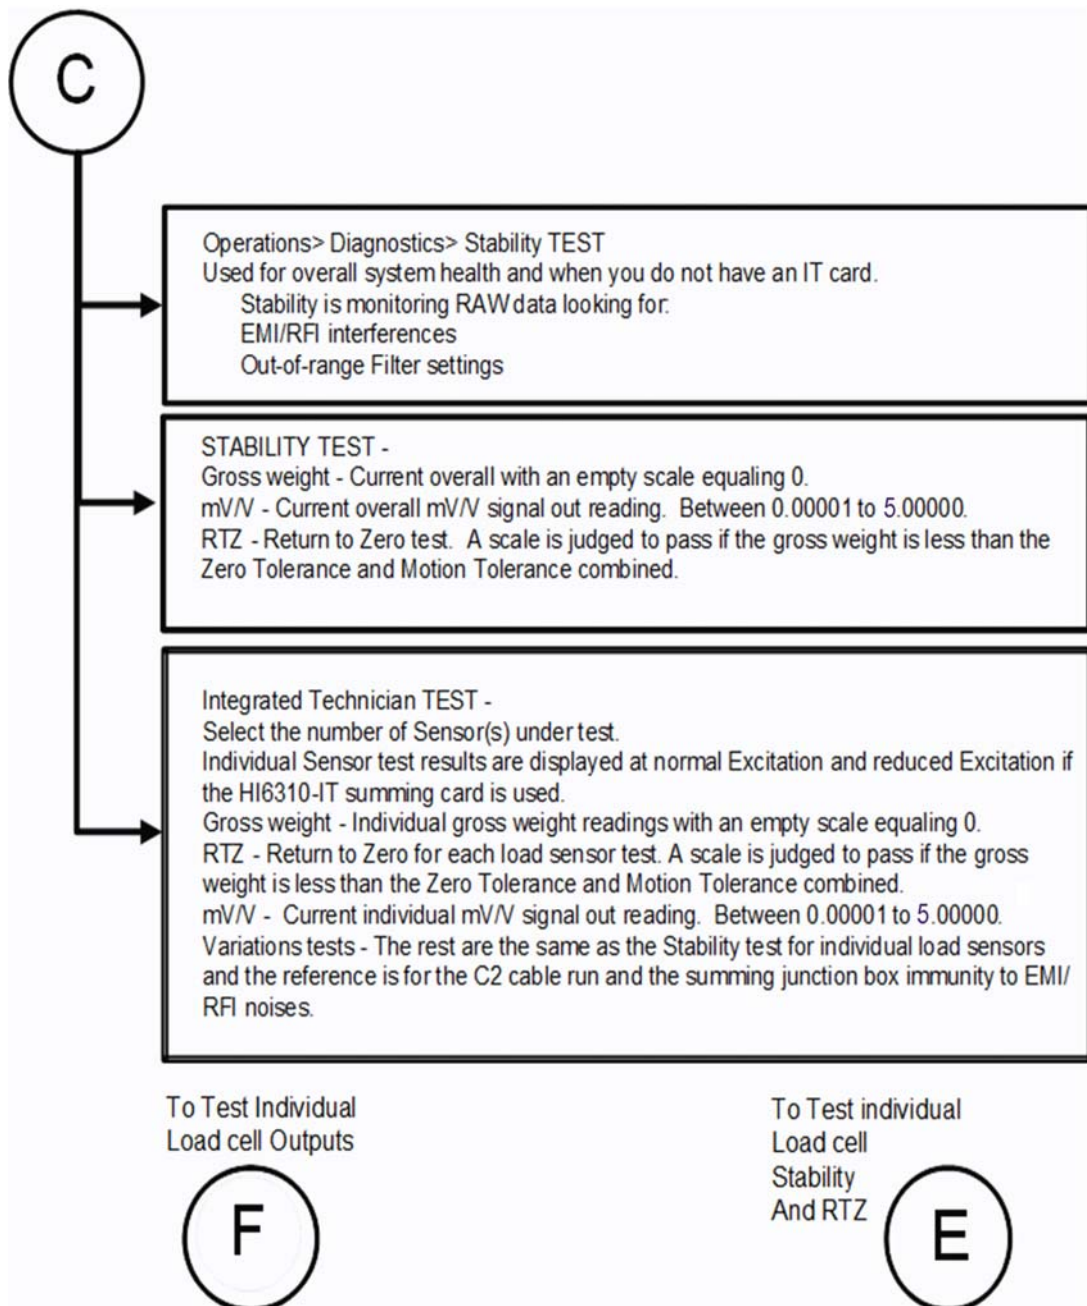 C
Operations> Diagnostics> Stability TEST
Used for overall system health and when you do not have an IT card.
Stability is monitoring RAW data looking for:
EMI/RFI interferences
Out-of-range Filter settings
STABILITY TEST -
Gross weight - Current overall with an empty scale equaling 0.
mV/V - Current overall mV/V signal out reading. Between 0.00001 to 5.00000.
RTZ - Return to Zero test. A scale is judged to pass if the gross weight is less than the
Zero Tolerance and Motion Tolerance combined.
Integrated Technician TEST -
Select the number of Sensor(s) under test.
Individual Sensor test results are displayed at normal Excitation and reduced Excitation if
the HI6310-IT summing card is used.
Gross weight - Individual gross weight readings with an empty scale equaling 0.
RTZ - Return to Zero for each load sensor test. A scale is judged to pass if the gross
weight is less than the Zero Tolerance and Motion Tolerance combined.
mV/V - Current individual mV/V signal out reading. Between 0.00001 to 5.00000.
Variations tests - The rest are the same as the Stability test for individual load sensors
and the reference is for the C2 cable run and the summing junction box immunity to EMI/
RFI noises.
To Test Individual
Load cell Outputs
F
To Test individual
Load cell
Stability
And RTZ
E